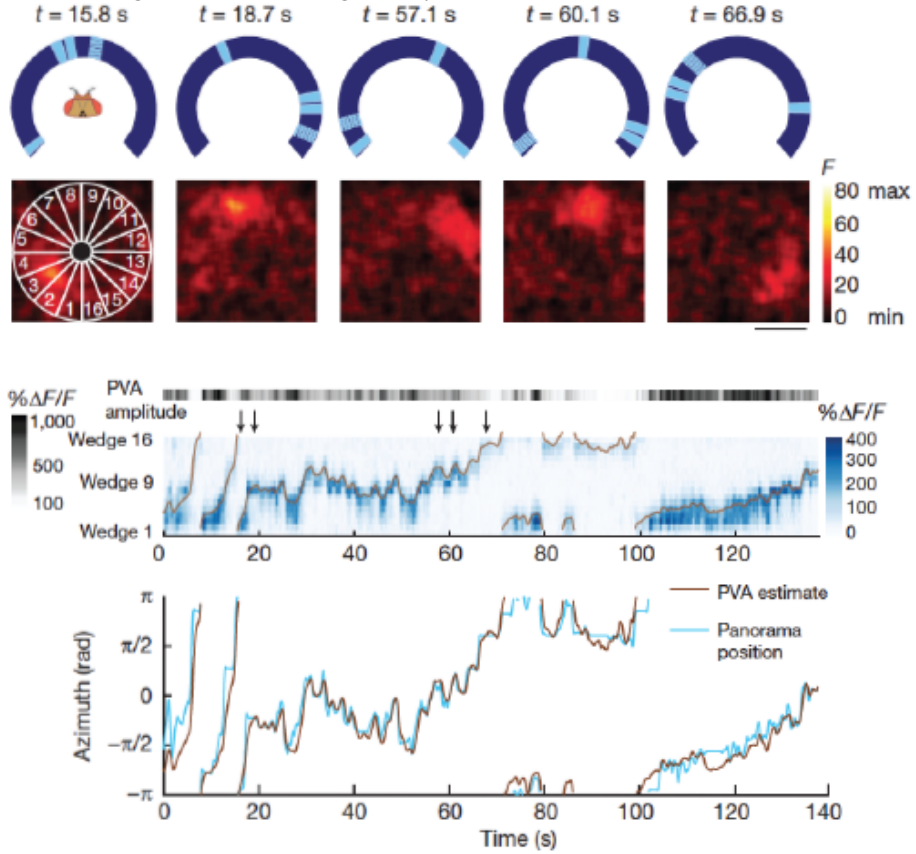 t = 15.8 s t = 18.7 s t = 57.1 s t = 60.1 s t = 66.9 s
F
80 max
60
40
20
0 min
1 2 3 4 5 6 7 8 9 10 11 12 13 14 15 16
PVA
amplitude
%ΔF/F
1,000
500
100
%ΔF/F
400
300
200
100
0
Wedge 16
Wedge 9
Wedge 1
0 20 40 60 80 100 120
Azimuth (rad)
π
π/2
0
−π/2
−π
PVA estimate
Panorama
position
0 20 40 60 80 100 120 140
Time (s)